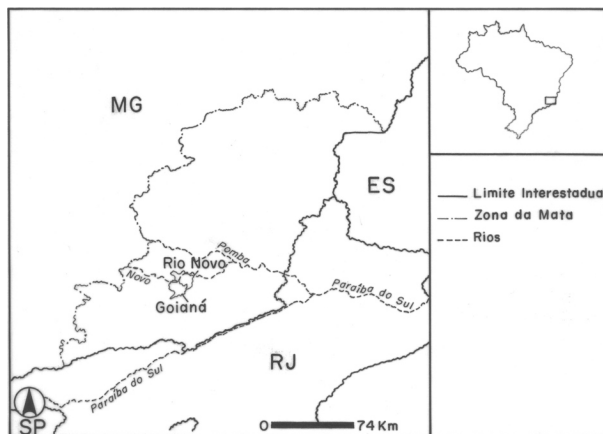 MG
ES
Pomba
Rio Novo
Novo
Goianá
Paraíba do Sul
RJ
Paraíba do Sul
SP
0 74 Km
Limite Interestadua
Zona da Mata
Rios